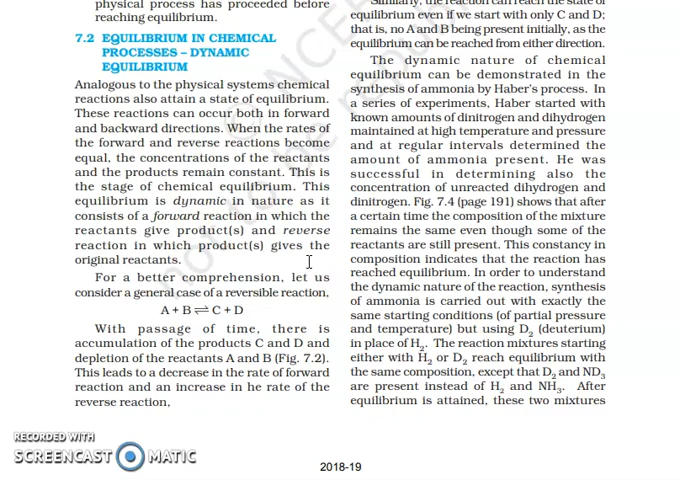 physical process has proceeded before
reaching equilibrium.
7.2 EQUILIBRIUM IN CHEMICAL
PROCESSES – DYNAMIC
EQUILIBRIUM
Analogous to the physical systems chemical
reactions also attain a state of equilibrium.
These reactions can occur both in forward
and backward directions. When the rates of
the forward and reverse reactions become
equal, the concentrations of the reactants
and the products remain constant. This is
the stage of chemical equilibrium. This
equilibrium is dynamic in nature as it
consists of a forward reaction in which the
reactants give product(s) and reverse
reaction in which product(s) gives the
original reactants.
For a better comprehension, let us
consider a general case of a reversible reaction,
A + B ⇌ C + D
With passage of time, there is
accumulation of the products C and D and
depletion of the reactants A and B (Fig. 7.2).
This leads to a decrease in the rate of forward
reaction and an increase in he rate of the
reverse reaction,
Similarly, the reaction can reach the state of
equilibrium even if we start with only C and D;
that is, no A and B being present initially, as the
equilibrium can be reached from either direction.
The dynamic nature of chemical
equilibrium can be demonstrated in the
synthesis of ammonia by Haber's process. In
a series of experiments, Haber started with
known amounts of dinitrogen and dihydrogen
maintained at high temperature and pressure
and at regular intervals determined the
amount of ammonia present. He was
successful in determining also the
concentration of unreacted dihydrogen and
dinitrogen. Fig. 7.4 (page 191) shows that after
a certain time the composition of the mixture
remains the same even though some of the
reactants are still present. This constancy in
composition indicates that the reaction has
reached equilibrium. In order to understand
the dynamic nature of the reaction, synthesis
of ammonia is carried out with exactly the
same starting conditions (of partial pressure
and temperature) but using D₂ (deuterium)
in place of H₂. The reaction mixtures starting
either with H₂ or D₂ reach equilibrium with
the same composition, except that D₂ and ND₃
are present instead of H₂ and NH₃. After
equilibrium is attained, these two mixtures
RECORDED WITH
SCREENCAST MATIC
2018-19